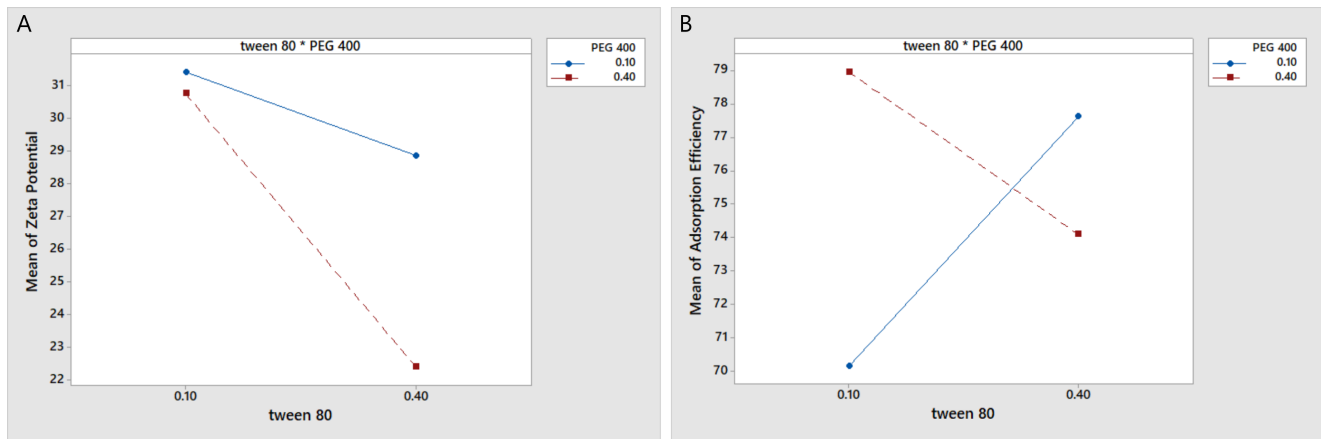 A
tween 80 * PEG 400
PEG 400
0.10
0.40
Mean of Zeta Potential
31
30
29
28
27
26
25
24
23
22
0.10 0.40
tween 80
B
tween 80 * PEG 400
PEG 400
0.10
0.40
Mean of Adsorption Efficiency
79
78
77
76
75
74
73
72
71
70
0.10 0.40
tween 80